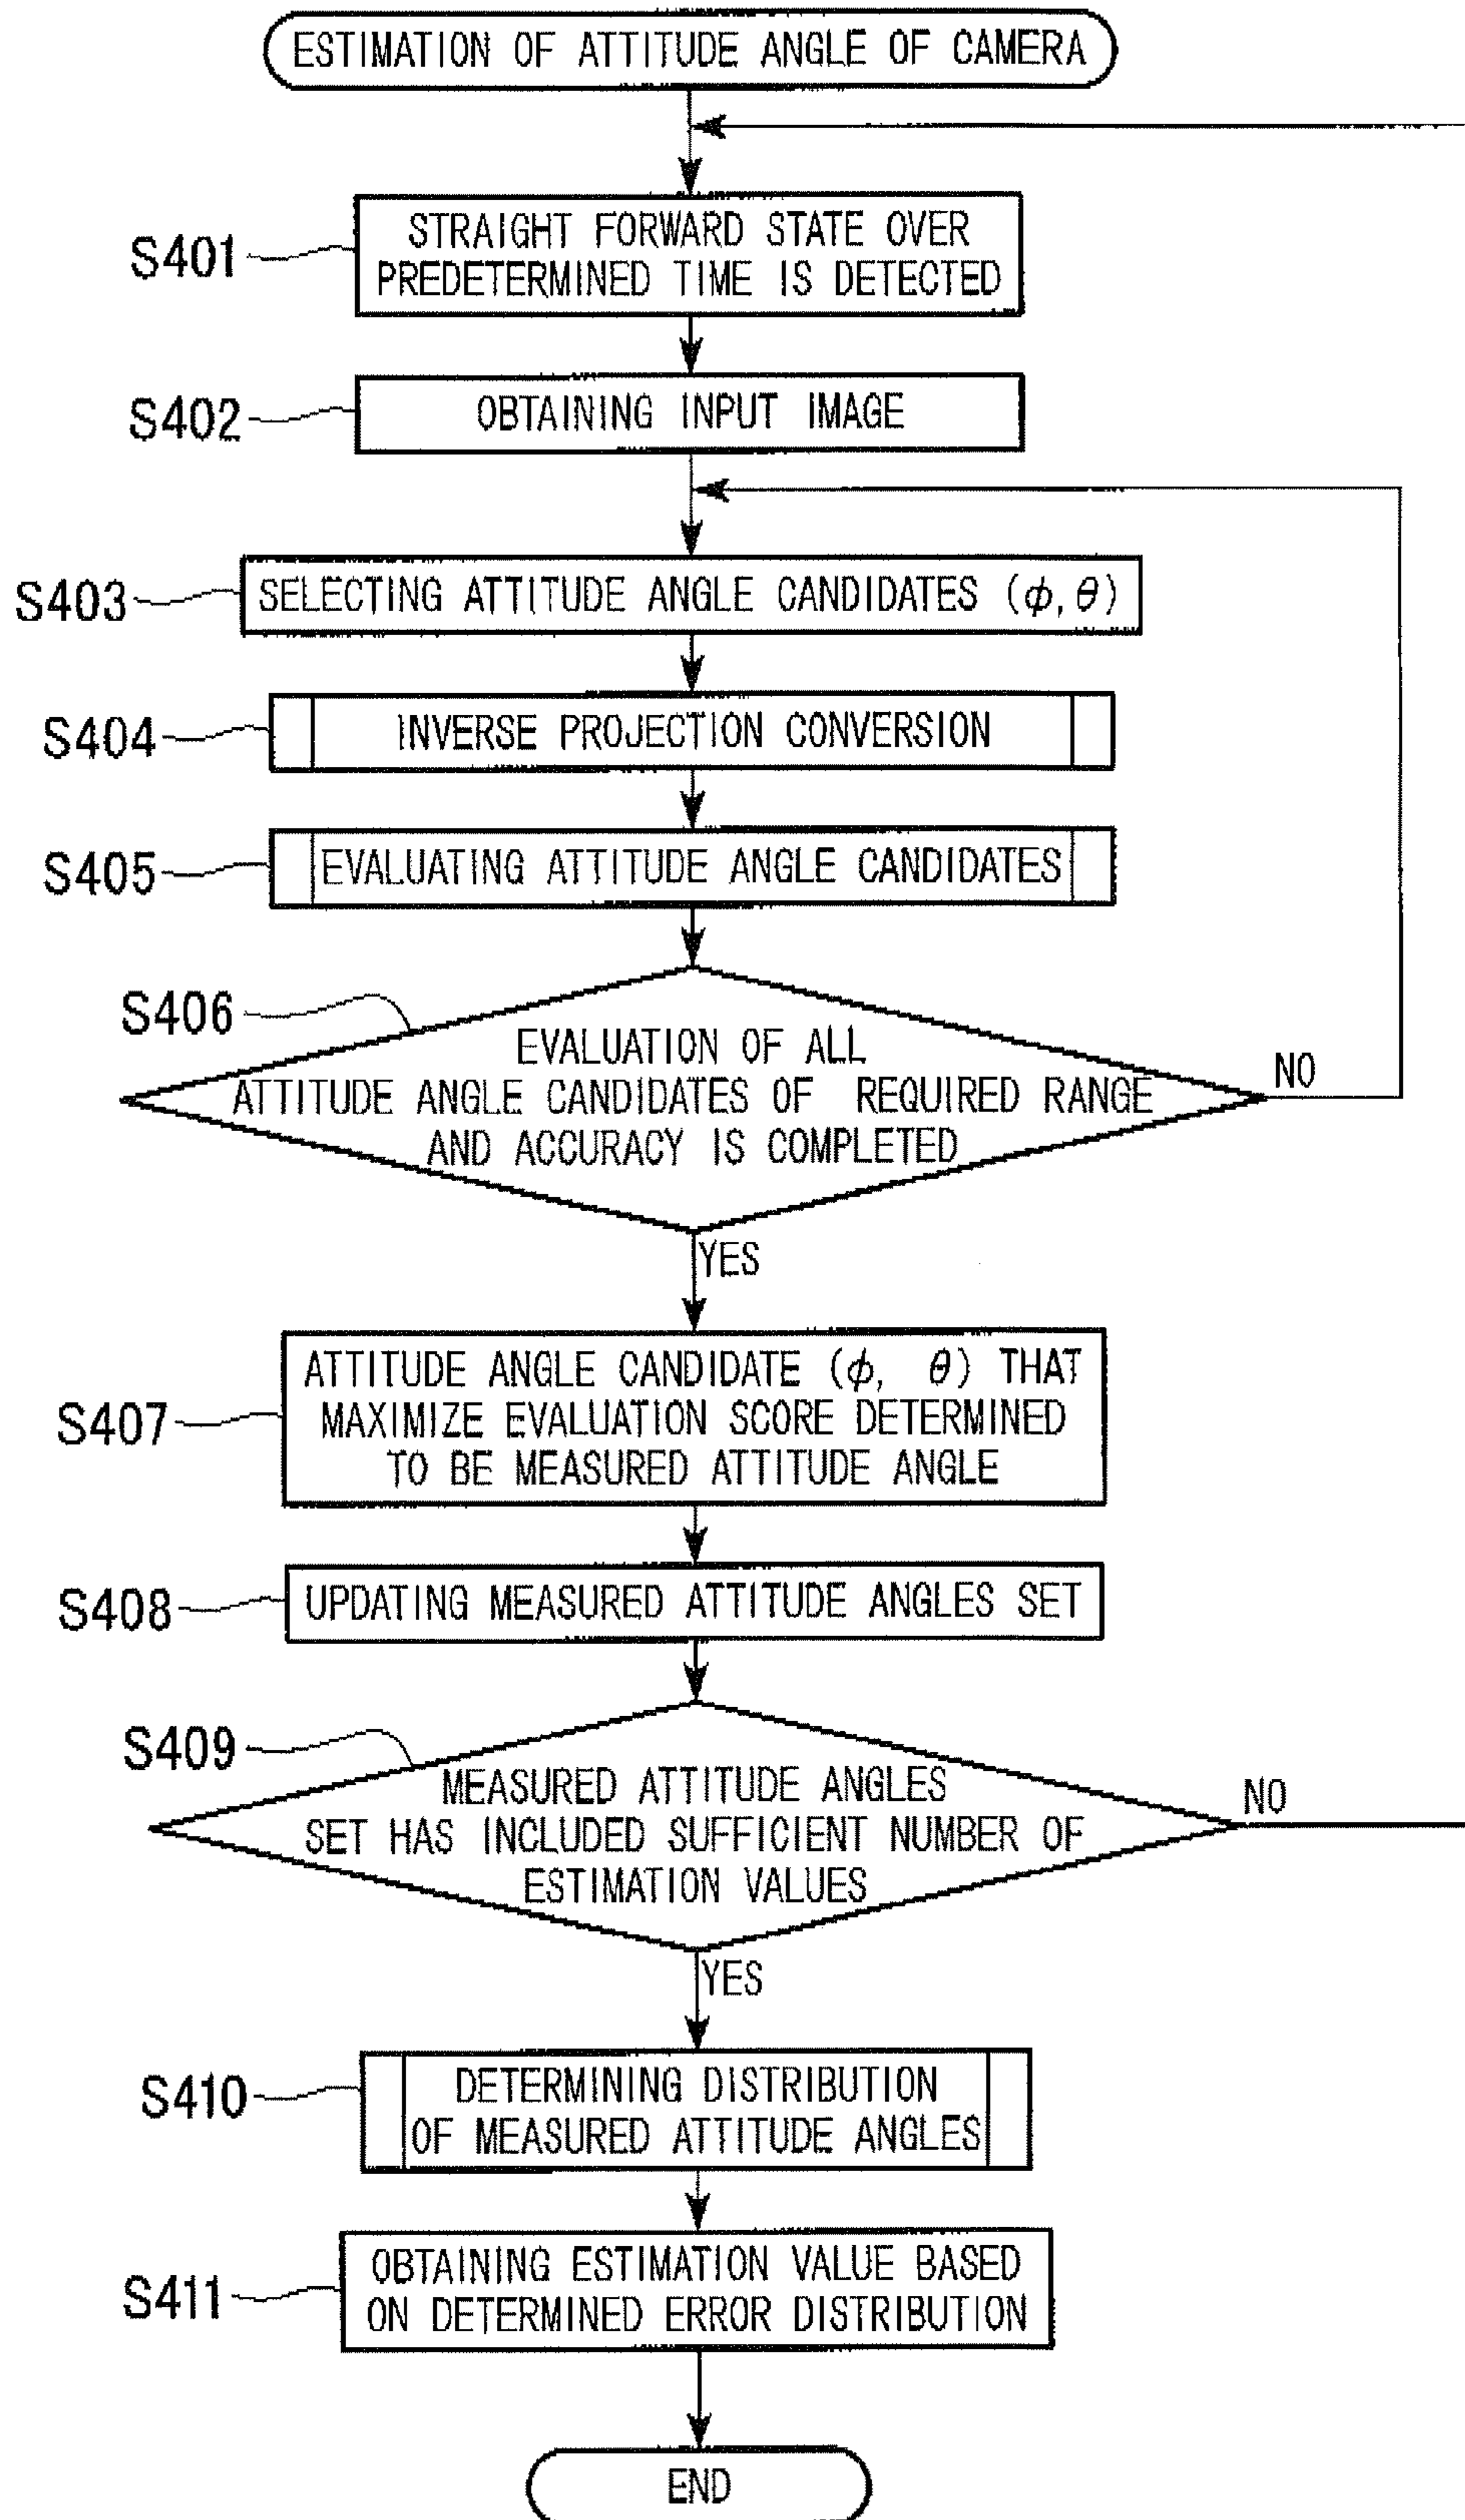 ESTIMATION OF ATTITUDE ANGLE OF CAMERA
S401
STRAIGHT FORWARD STATE OVER
PREDETERMINED TIME IS DETECTED
S402
OBTAINING INPUT IMAGE
S403
SELECTING ATTITUDE ANGLE CANDIDATES (ϕ, θ)
S404
INVERSE PROJECTION CONVERSION
S405
EVALUATING ATTITUDE ANGLE CANDIDATES
S406
EVALUATION OF ALL
ATTITUDE ANGLE CANDIDATES OF REQUIRED RANGE
AND ACCURACY IS COMPLETED
NO
YES
S407
ATTITUDE ANGLE CANDIDATE (ϕ, θ) THAT
MAXIMIZE EVALUATION SCORE DETERMINED
TO BE MEASURED ATTITUDE ANGLE
S408
UPDATING MEASURED ATTITUDE ANGLES SET
S409
MEASURED ATTITUDE ANGLES
SET HAS INCLUDED SUFFICIENT NUMBER OF
ESTIMATION VALUES
NO
YES
S410
DETERMINING DISTRIBUTION
OF MEASURED ATTITUDE ANGLES
S411
OBTAINING ESTIMATION VALUE BASED
ON DETERMINED ERROR DISTRIBUTION
END